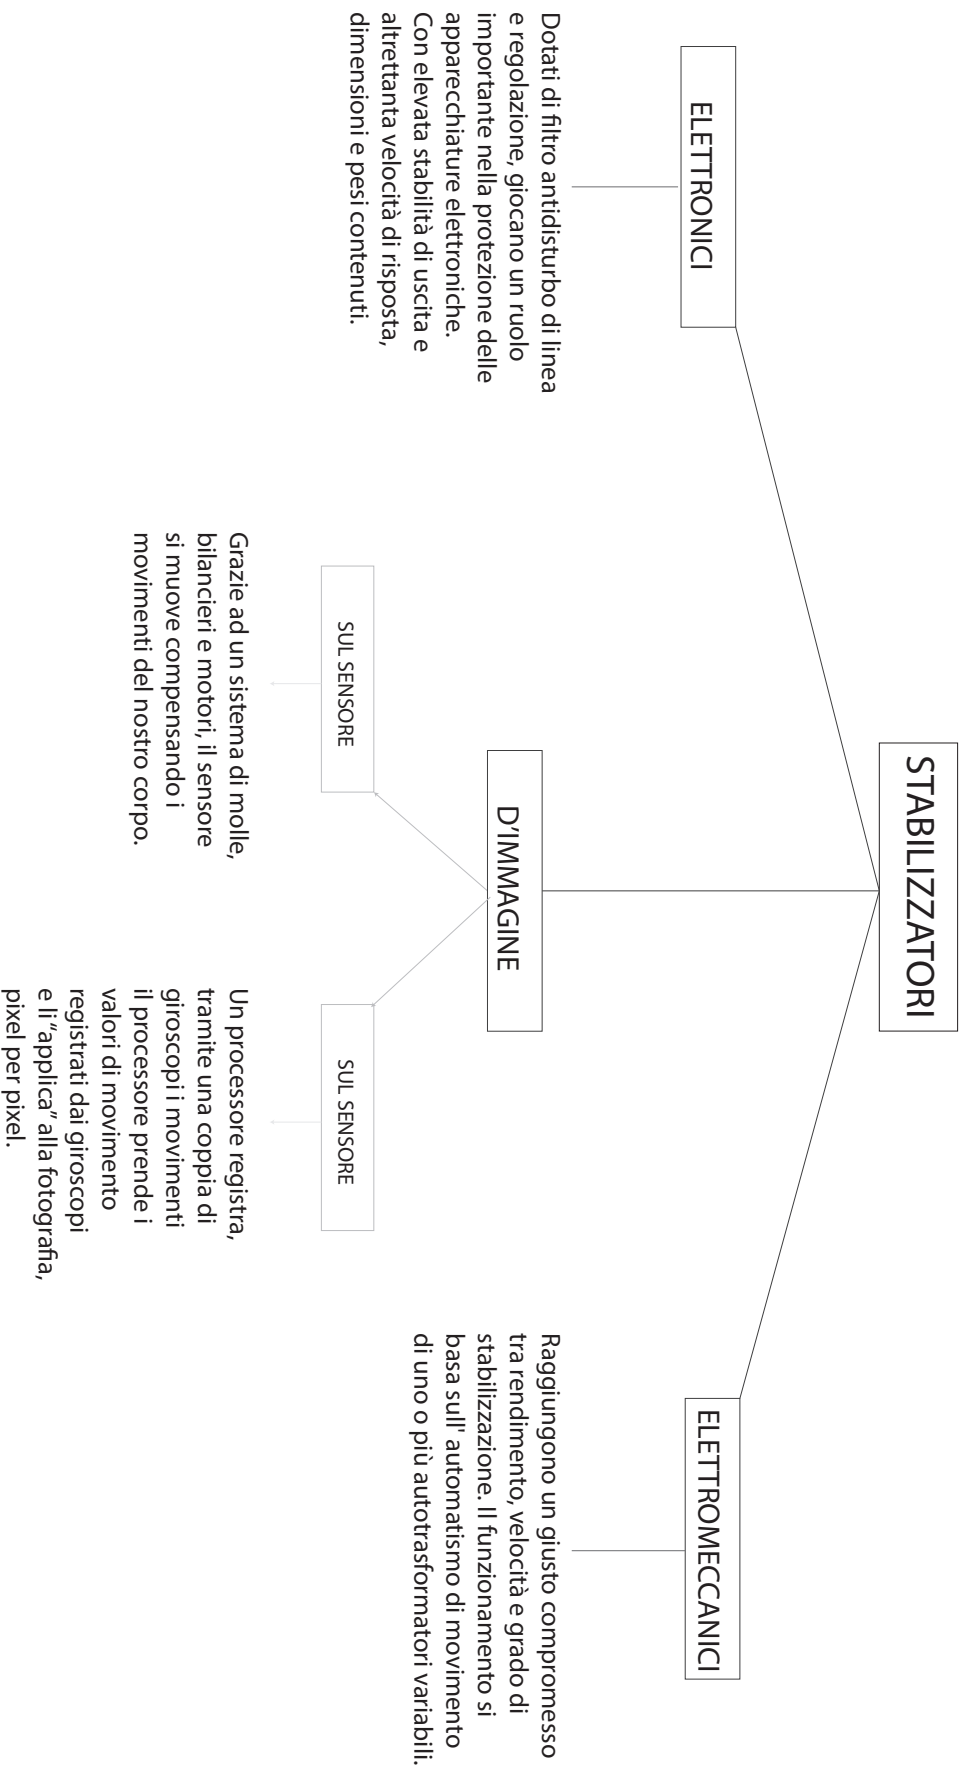 STABILIZZATORI
ELETTRONICI
Dotati di filtro antidisturbo di linea
e regolazione, giocano un ruolo
importante nella protezione delle
apparecchiature elettroniche.
Con elevata stabilità di uscita e
altrettanta velocità di risposta,
dimensioni e pesi contenuti.
D'IMMAGINE
SUL SENSORE
Grazie ad un sistema di molle,
bilancieri e motori, il sensore
si muove compensando i
movimenti del nostro corpo.
SUL SENSORE
Un processore registra,
tramite una coppia di
giroscopi i movimenti
il processore prende i
valori di movimento
registrati dai giroscopi
e li "applica" alla fotografia,
pixel per pixel.
ELETTROMECCANICI
Raggiungono un giusto compromesso
tra rendimento, velocità e grado di
stabilizzazione. Il funzionamento si
basa sull' automatismo di movimento
di uno o più autotrasformatori variabili.